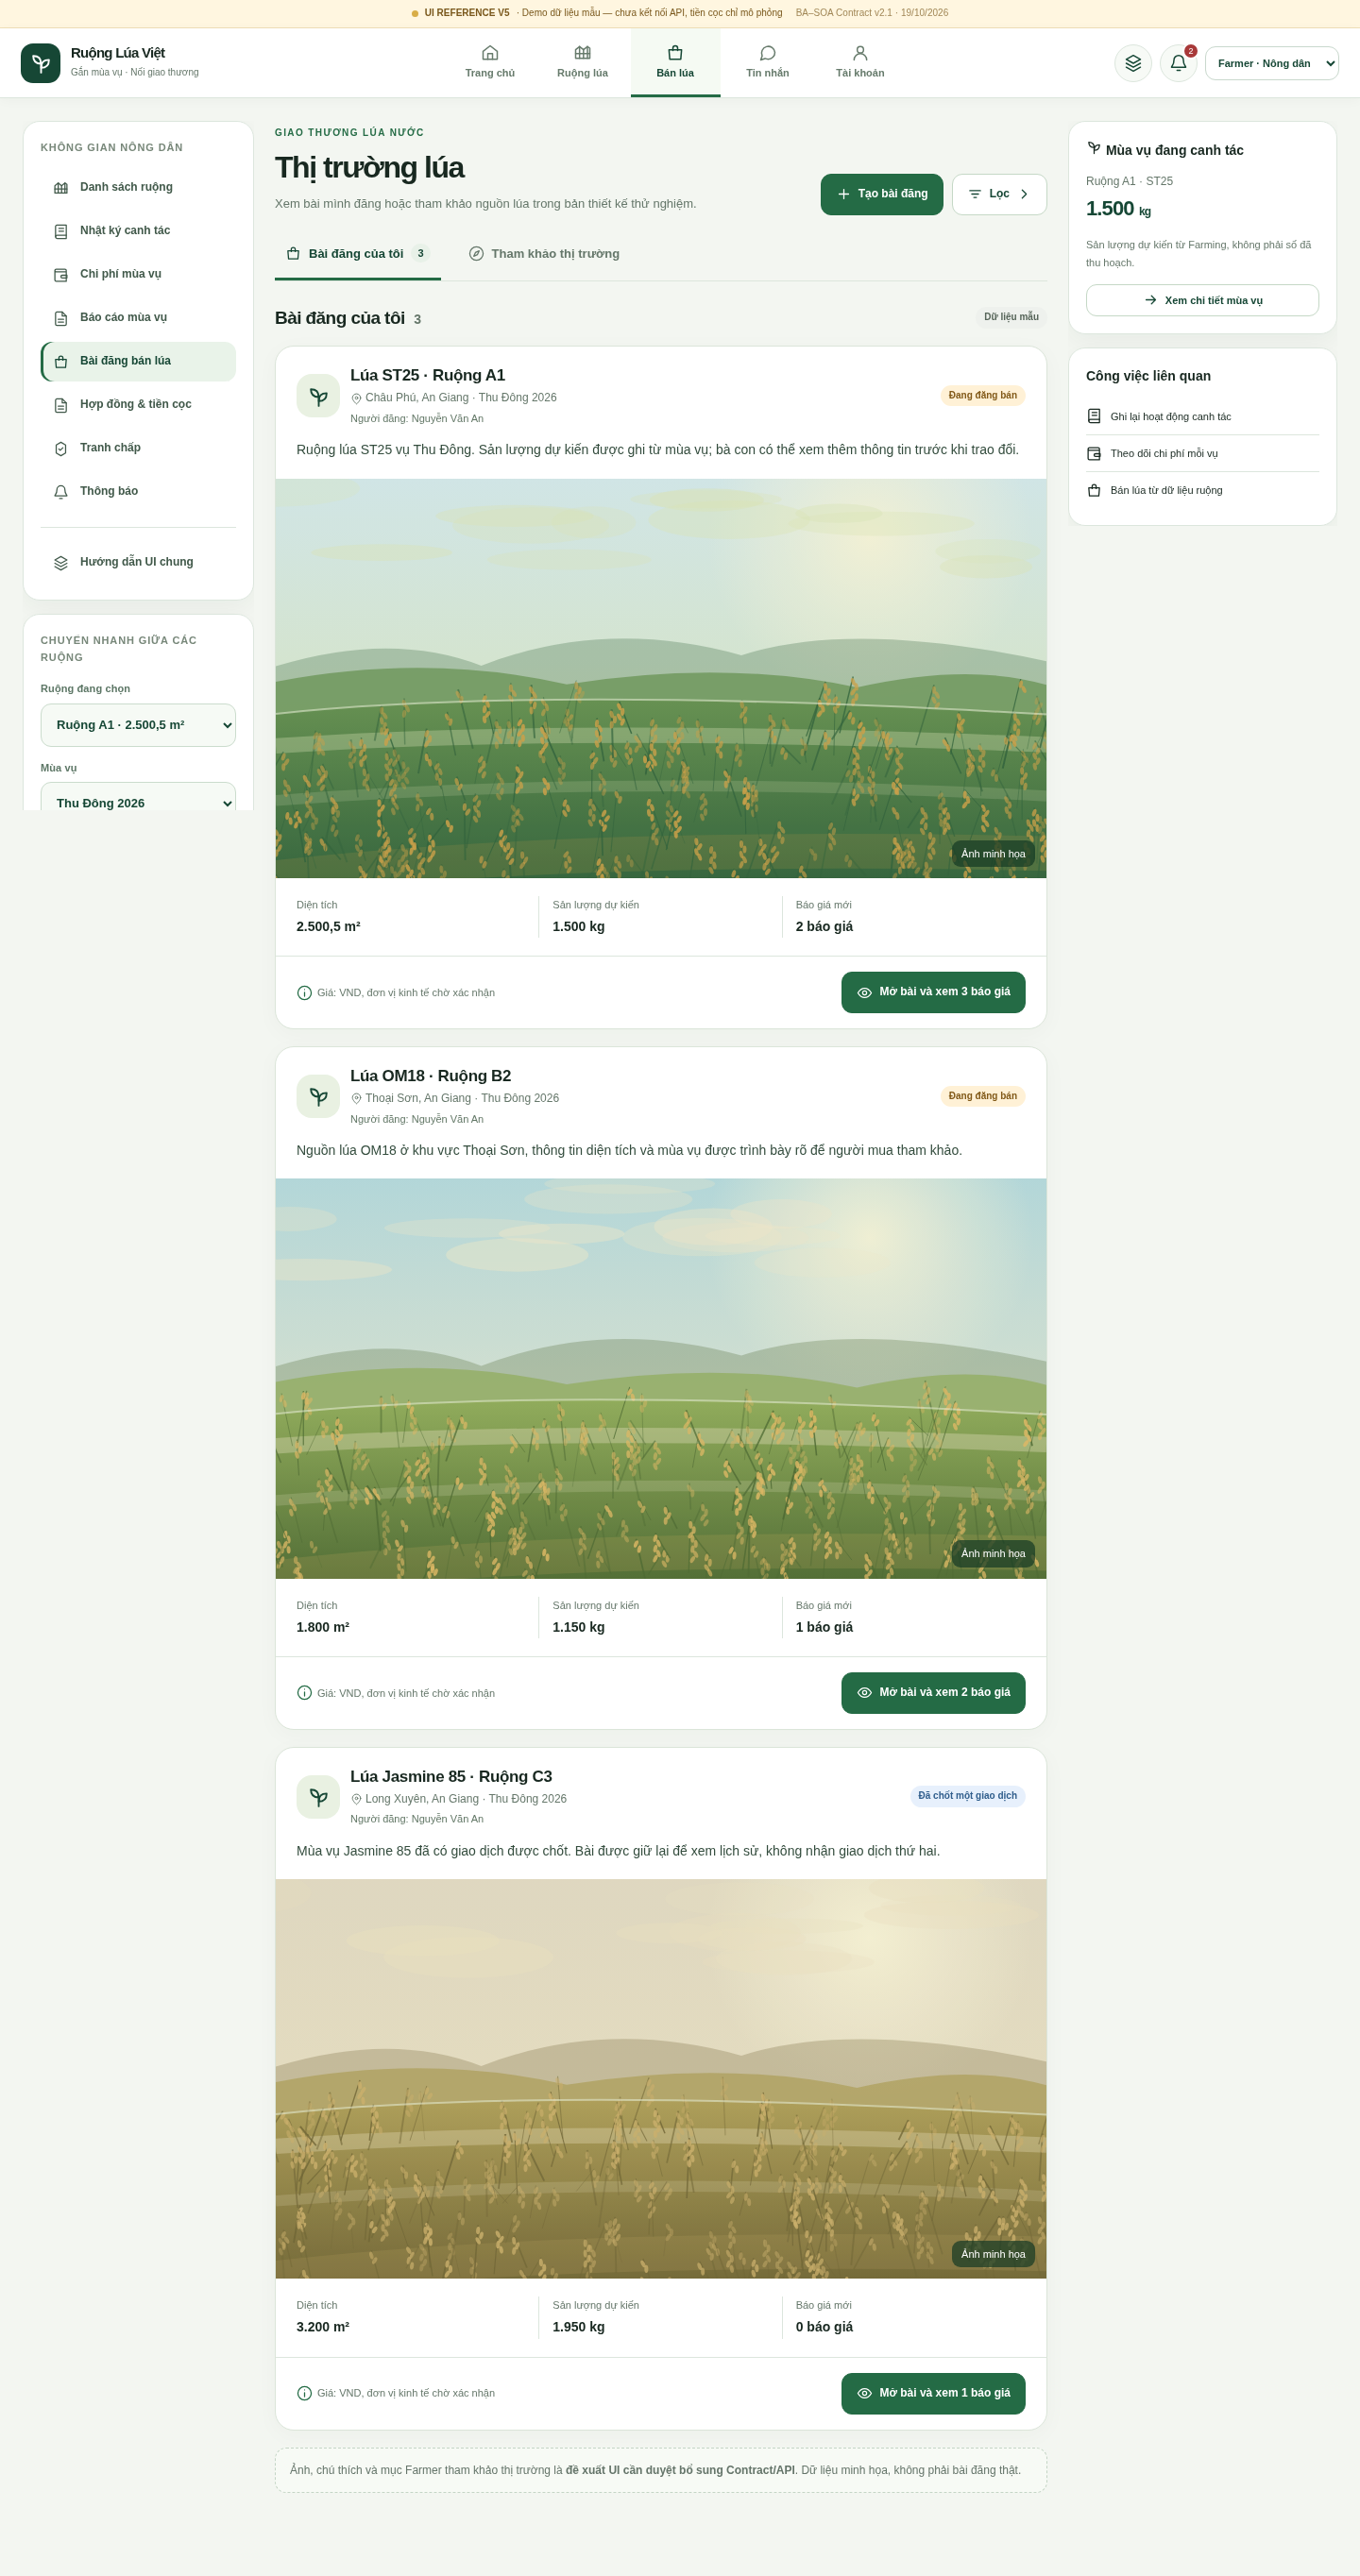 UI REFERENCE V5 · Demo dữ liệu mẫu — chưa kết nối API, tiền cọc chỉ mô phỏng BA–SOA Contract v2.1 · 19/10/2026
Ruộng Lúa Việt
Gắn mùa vụ · Nối giao thương
Trang chủ
Ruộng lúa
Bán lúa
Tin nhắn
Tài khoản
2
Farmer · Nông dân
KHÔNG GIAN NÔNG DÂN
Danh sách ruộng
Nhật ký canh tác
Chi phí mùa vụ
Báo cáo mùa vụ
Bài đăng bán lúa
Hợp đồng & tiền cọc
Tranh chấp
Thông báo
Hướng dẫn UI chung
CHUYỂN NHANH GIỮA CÁC
RUỘNG
Ruộng đang chọn
Ruộng A1 · 2.500,5 m²
Mùa vụ
Thu Đông 2026
GIAO THƯƠNG LÚA NƯỚC
Thị trường lúa
Xem bài mình đăng hoặc tham khảo nguồn lúa trong bản thiết kế thử nghiệm.
Tạo bài đăng
Lọc
Bài đăng của tôi 3
Tham khảo thị trường
Bài đăng của tôi 3
Dữ liệu mẫu
Lúa ST25 · Ruộng A1
Châu Phú, An Giang · Thu Đông 2026
Người đăng: Nguyễn Văn An
Đang đăng bán
Ruộng lúa ST25 vụ Thu Đông. Sản lượng dự kiến được ghi từ mùa vụ; bà con có thể xem thêm thông tin trước khi trao đổi.
Ảnh minh họa
Diện tích
2.500,5 m²
Sản lượng dự kiến
1.500 kg
Báo giá mới
2 báo giá
Giá: VND, đơn vị kinh tế chờ xác nhận
Mở bài và xem 3 báo giá
Lúa OM18 · Ruộng B2
Thoại Sơn, An Giang · Thu Đông 2026
Người đăng: Nguyễn Văn An
Đang đăng bán
Nguồn lúa OM18 ở khu vực Thoại Sơn, thông tin diện tích và mùa vụ được trình bày rõ để người mua tham khảo.
Ảnh minh họa
Diện tích
1.800 m²
Sản lượng dự kiến
1.150 kg
Báo giá mới
1 báo giá
Giá: VND, đơn vị kinh tế chờ xác nhận
Mở bài và xem 2 báo giá
Lúa Jasmine 85 · Ruộng C3
Long Xuyên, An Giang · Thu Đông 2026
Người đăng: Nguyễn Văn An
Đã chốt một giao dịch
Mùa vụ Jasmine 85 đã có giao dịch được chốt. Bài được giữ lại để xem lịch sử, không nhận giao dịch thứ hai.
Ảnh minh họa
Diện tích
3.200 m²
Sản lượng dự kiến
1.950 kg
Báo giá mới
0 báo giá
Giá: VND, đơn vị kinh tế chờ xác nhận
Mở bài và xem 1 báo giá
Ảnh, chú thích và mục Farmer tham khảo thị trường là đề xuất UI cần duyệt bổ sung Contract/API. Dữ liệu minh họa, không phải bài đăng thật.
Mùa vụ đang canh tác
Ruộng A1 · ST25
1.500 kg
Sản lượng dự kiến từ Farming, không phải số đã
thu hoạch.
Xem chi tiết mùa vụ
Công việc liên quan
Ghi lại hoạt động canh tác
Theo dõi chi phí mỗi vụ
Bán lúa từ dữ liệu ruộng